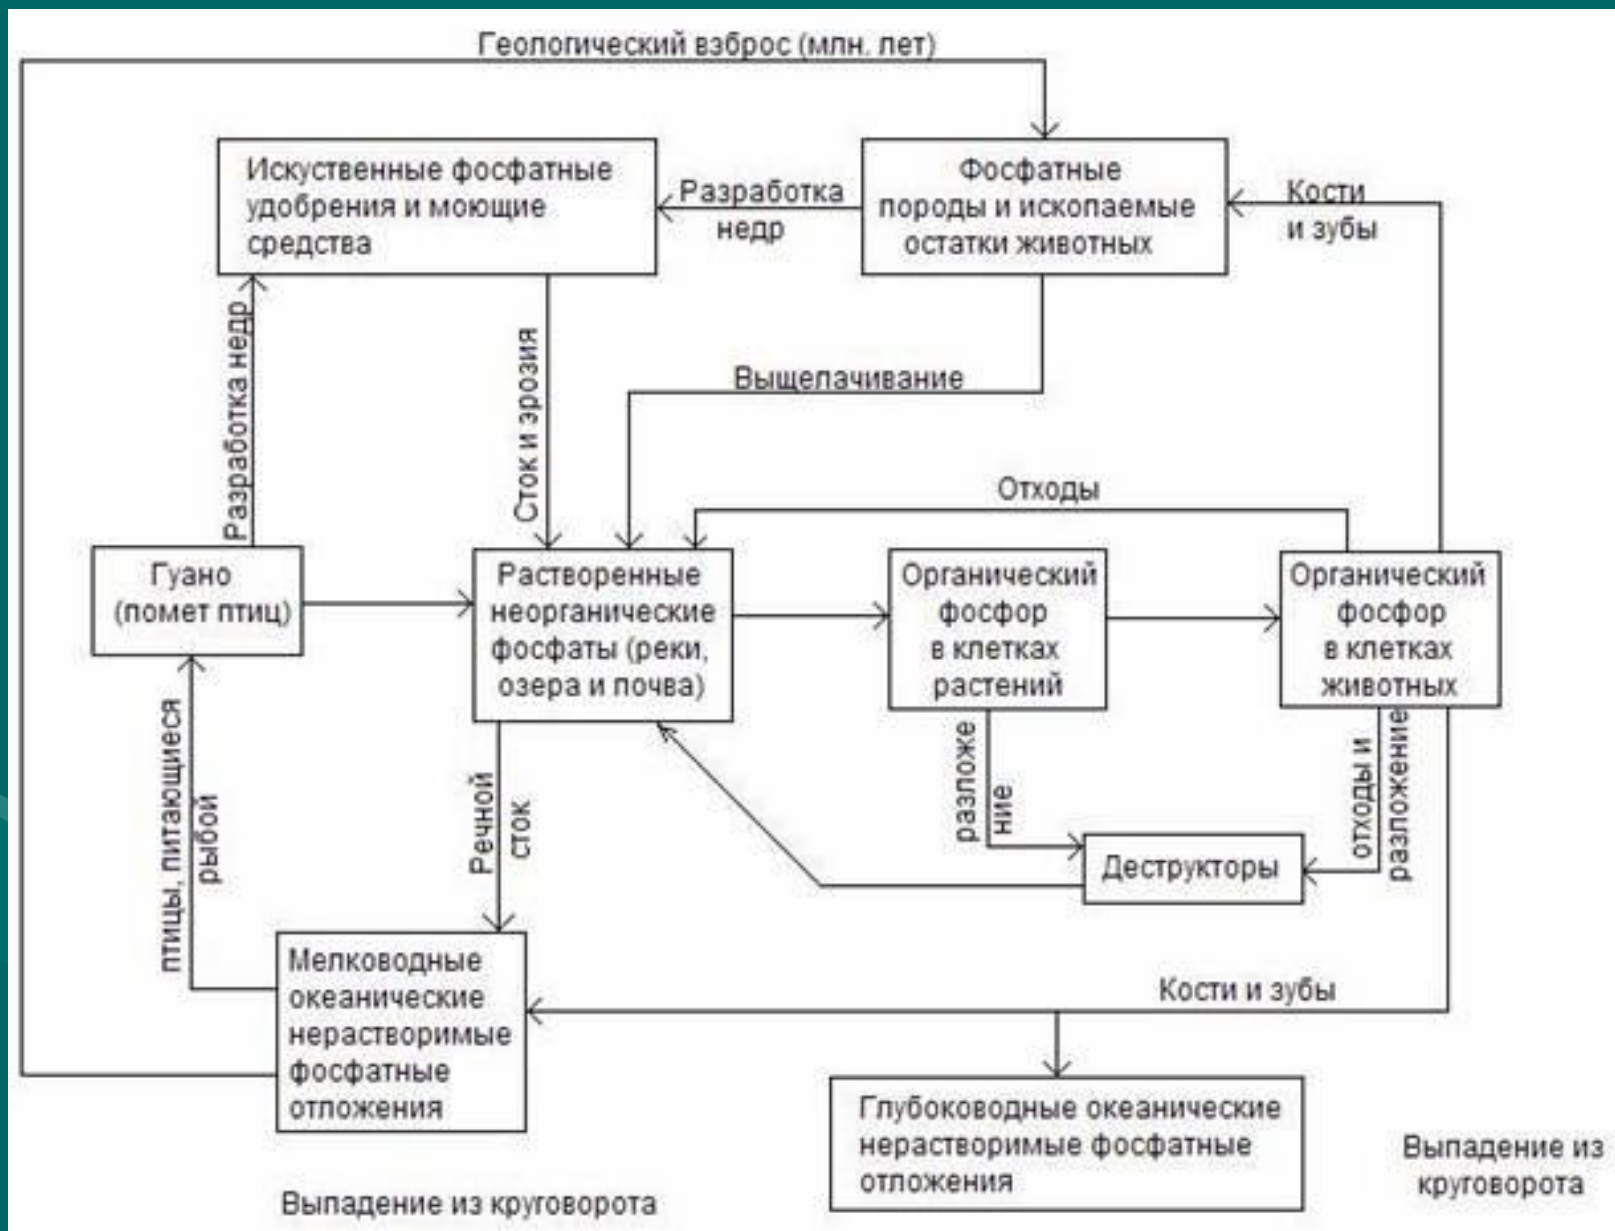 Геологический взброс (млн. лет)
Искуственные фосфатные
удобрения и моющие
средства
Разработка
недр
Фосфатные
породы и ископаемые
остатки животных
Кости
и зубы
Разработка недр
Сток и эрозия
Выщелачивание
Отходы
Гуано
(помет птиц)
Растворенные
неорганические
фосфаты (реки,
озера и почва)
Органический
фосфор
в клетках
растений
Органический
фосфор
в клетках
животных
птицы, питающиеся
рыбой
Речной
сток
разложе
ние
отходы и
разложение
Деструкторы
Мелководные
океанические
нерастворимые
фосфатные
отложения
Кости и зубы
Глубоководные океанические
нерастворимые фосфатные
отложения
Выпадение из круговорота
Выпадение из
круговорота